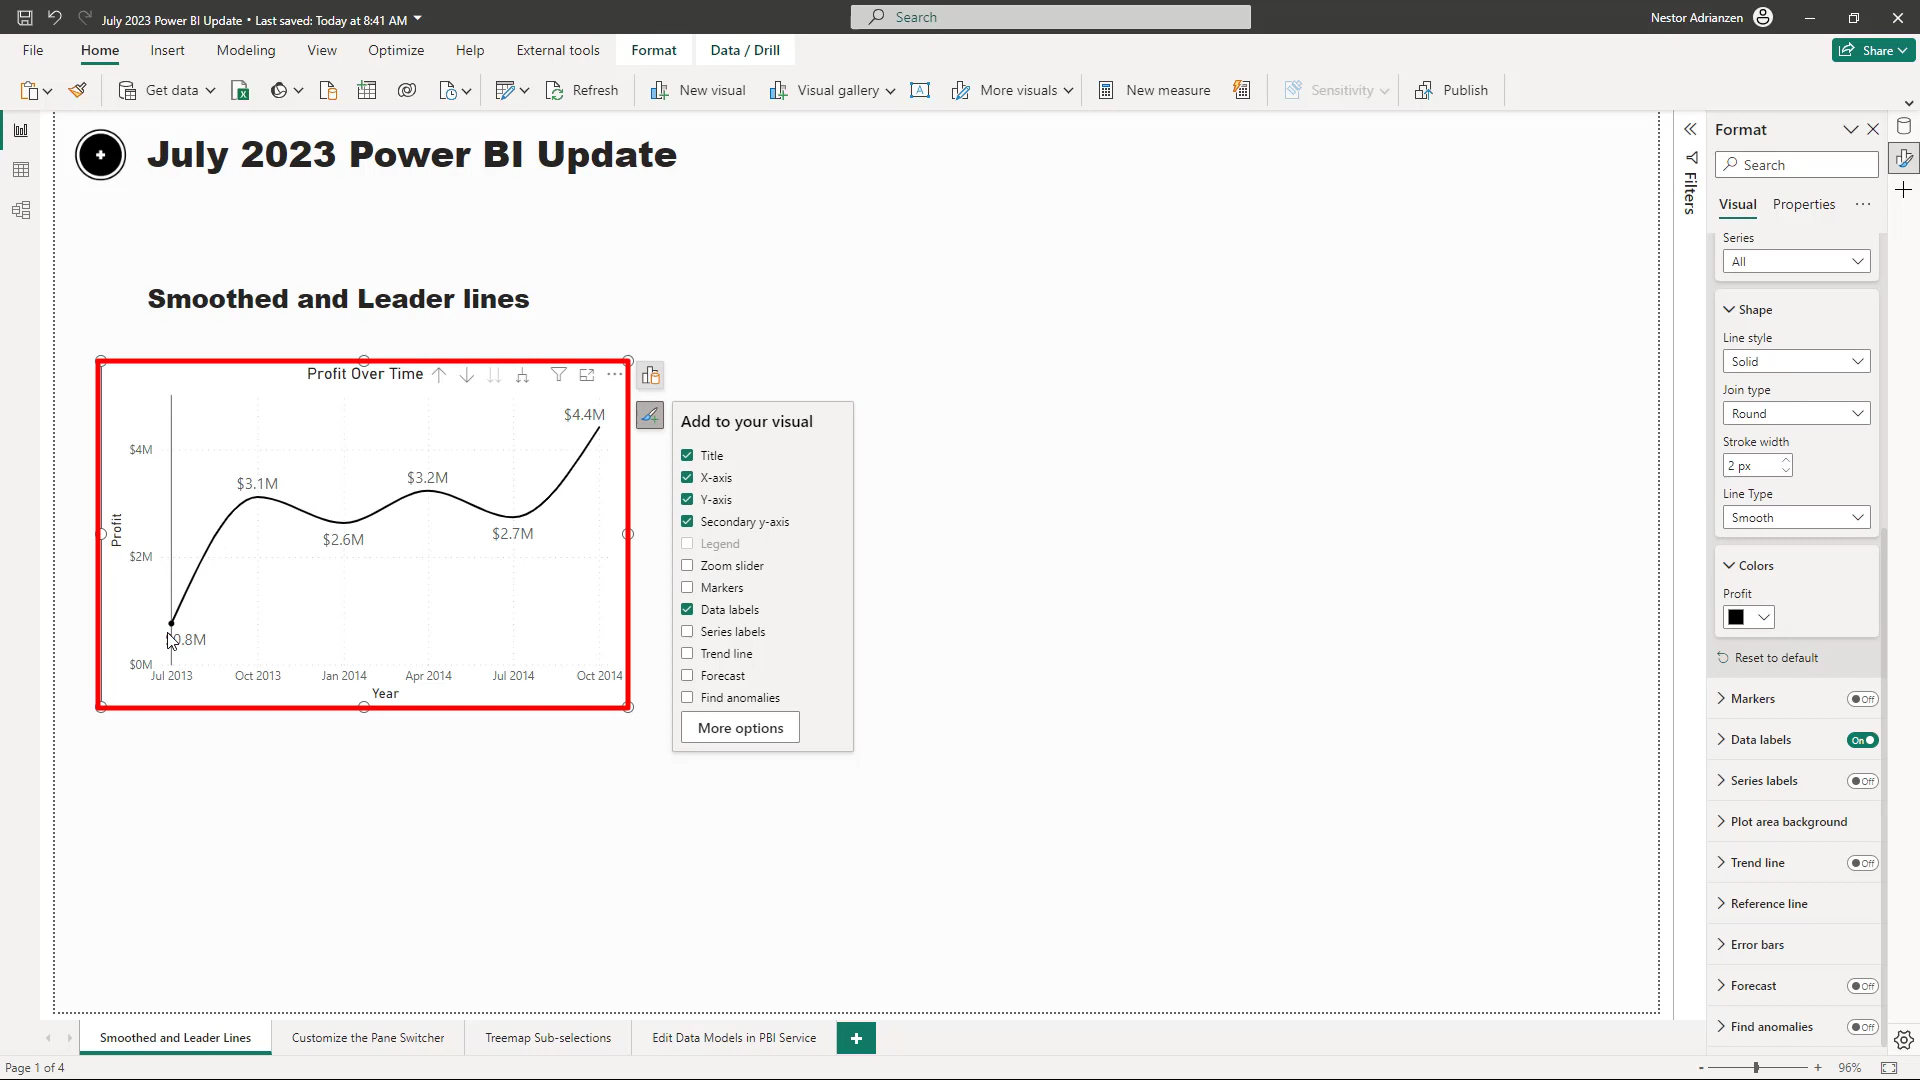 July 2023 Power BI Update • Last saved: Today at 8:41 AM
Search
Nestor Adrianzen
File
Home
Insert
Modeling
View
Optimize
Help
External tools
Format
Data / Drill
Share
Get data
Refresh
New visual
Visual gallery
More visuals
New measure
Sensitivity
Publish
July 2023 Power BI Update
Smoothed and Leader lines
Profit Over Time
$4.4M
$4M
$3.1M
$3.2M
$2.6M
$2.7M
Profit
$2M
0.8M
$0M
Jul 2013
Oct 2013
Jan 2014
Apr 2014
Jul 2014
Oct 2014
Year
Add to your visual
Title
X-axis
Y-axis
Secondary y-axis
Legend
Zoom slider
Markers
Data labels
Series labels
Trend line
Forecast
Find anomalies
More options
Filters
Format
Search
Visual
Properties
Series
All
Shape
Line style
Solid
Join type
Round
Stroke width
2 px
Line Type
Smooth
Colors
Profit
Reset to default
Markers
Off
Data labels
On
Series labels
Off
Plot area background
Trend line
Off
Reference line
Error bars
Forecast
Off
Find anomalies
Off
Smoothed and Leader Lines
Customize the Pane Switcher
Treemap Sub-selections
Edit Data Models in PBI Service
Page 1 of 4
- + 96%